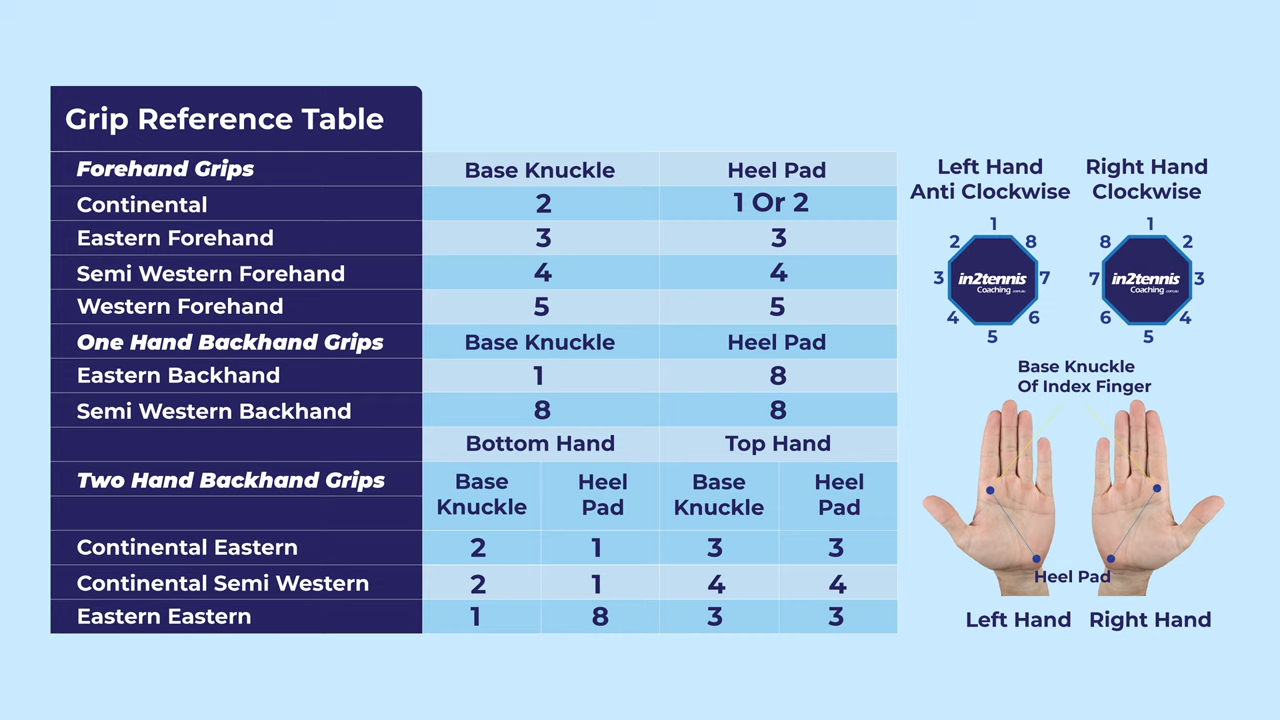 Grip Reference Table
Forehand Grips Base Knuckle Heel Pad
Continental 2 1 Or 2
Eastern Forehand 3 3
Semi Western Forehand 4 4
Western Forehand 5 5
One Hand Backhand Grips Base Knuckle Heel Pad
Eastern Backhand 1 8
Semi Western Backhand 8 8
Bottom Hand Top Hand
Two Hand Backhand Grips Base Knuckle Heel Pad Base Knuckle Heel Pad
Continental Eastern 2 1 3 3
Continental Semi Western 2 1 4 4
Eastern Eastern 1 8 3 3
Left Hand
Anti Clockwise
1
2 8
3 7
in2tennis
Coaching .com.au
4 6
5
Right Hand
Clockwise
1
8 2
7 3
in2tennis
Coaching .com.au
6 4
5
Base Knuckle
Of Index Finger
Heel Pad
Left Hand Right Hand